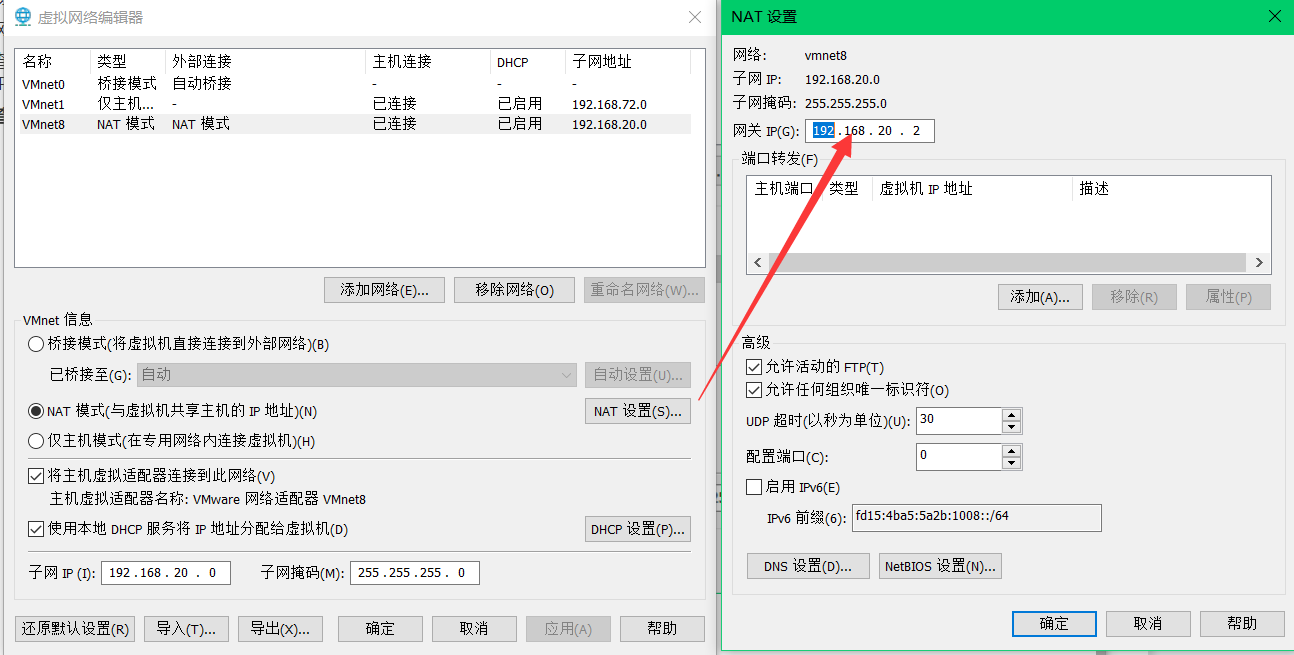 虚拟网络编辑器
名称 类型 外部连接 主机连接 DHCP 子网地址
VMnet0 桥接模式 自动桥接 - - -
VMnet1 仅主机... - 已连接 已启用 192.168.72.0
VMnet8 NAT 模式 NAT 模式 已连接 已启用 192.168.20.0
添加网络(E)... 移除网络(O) 重命名网络(W)...
VMnet 信息
桥接模式(将虚拟机直接连接到外部网络)(B)
已桥接至(G): 自动 自动设置(U)...
NAT 模式(与虚拟机共享主机的 IP 地址)(N) NAT 设置(S)...
仅主机模式(在专用网络内连接虚拟机)(H)
将主机虚拟适配器连接到此网络(V)
主机虚拟适配器名称: VMware 网络适配器 VMnet8
使用本地 DHCP 服务将 IP 地址分配给虚拟机(D) DHCP 设置(P)...
子网 IP (I): 192 . 168 . 20 . 0 子网掩码(M): 255 . 255 . 255 . 0
还原默认设置(R) 导入(T)... 导出(X)... 确定 取消 应用(A) 帮助
NAT 设置
网络: vmnet8
子网 IP: 192.168.20.0
子网掩码: 255.255.255.0
网关 IP(G): 192 . 168 . 20 . 2
端口转发(F)
主机端口 类型 虚拟机 IP 地址 描述
添加(A)... 移除(R) 属性(P)
高级
允许活动的 FTP(T)
允许任何组织唯一标识符(O)
UDP 超时(以秒为单位)(U): 30
配置端口(C): 0
启用 IPv6(E)
IPv6 前缀(6): fd15:4ba5:5a2b:1008::/64
DNS 设置(D)... NetBIOS 设置(N)...
确定 取消 帮助